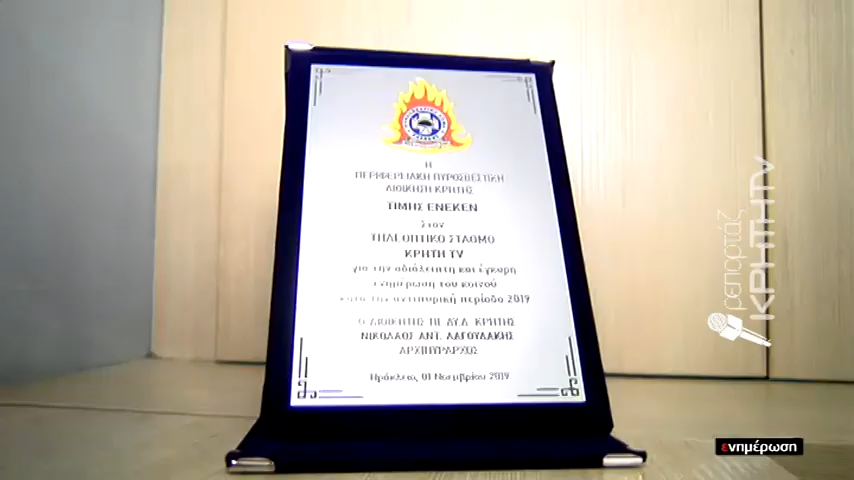 Η
ΠΕΡΙΦΕΡΕΙΑΚΗ ΠΥΡΟΣΒΕΣΤΙΚΗ
ΔΙΟΙΚΗΣΗ ΚΡΗΤΗΣ
ΤΙΜΗΣ ΕΝΕΚΕΝ
Στον
ΤΗΛΕΟΠΤΙΚΟ ΣΤΑΘΜΟ
ΚΡΗΤΗ TV
για την αδιάλειπτη και έγκυρη
ενημέρωση του κοινού
κατά την αντιπυρική περίοδο 2019
Ο ΔΙΟΙΚΗΤΗΣ ΠΕ.ΠΥ.Δ. ΚΡΗΤΗΣ
ΝΙΚΟΛΑΟΣ ΑΝΤ. ΛΑΓΟΥΔΑΚΗΣ
ΑΡΧΙΠΥΡΑΡΧΟΣ
Ηράκλειο, 01 Νοεμβρίου 2019
ρεπορτάζ
ΚΡΗΤΗ TV
ενημέρωση